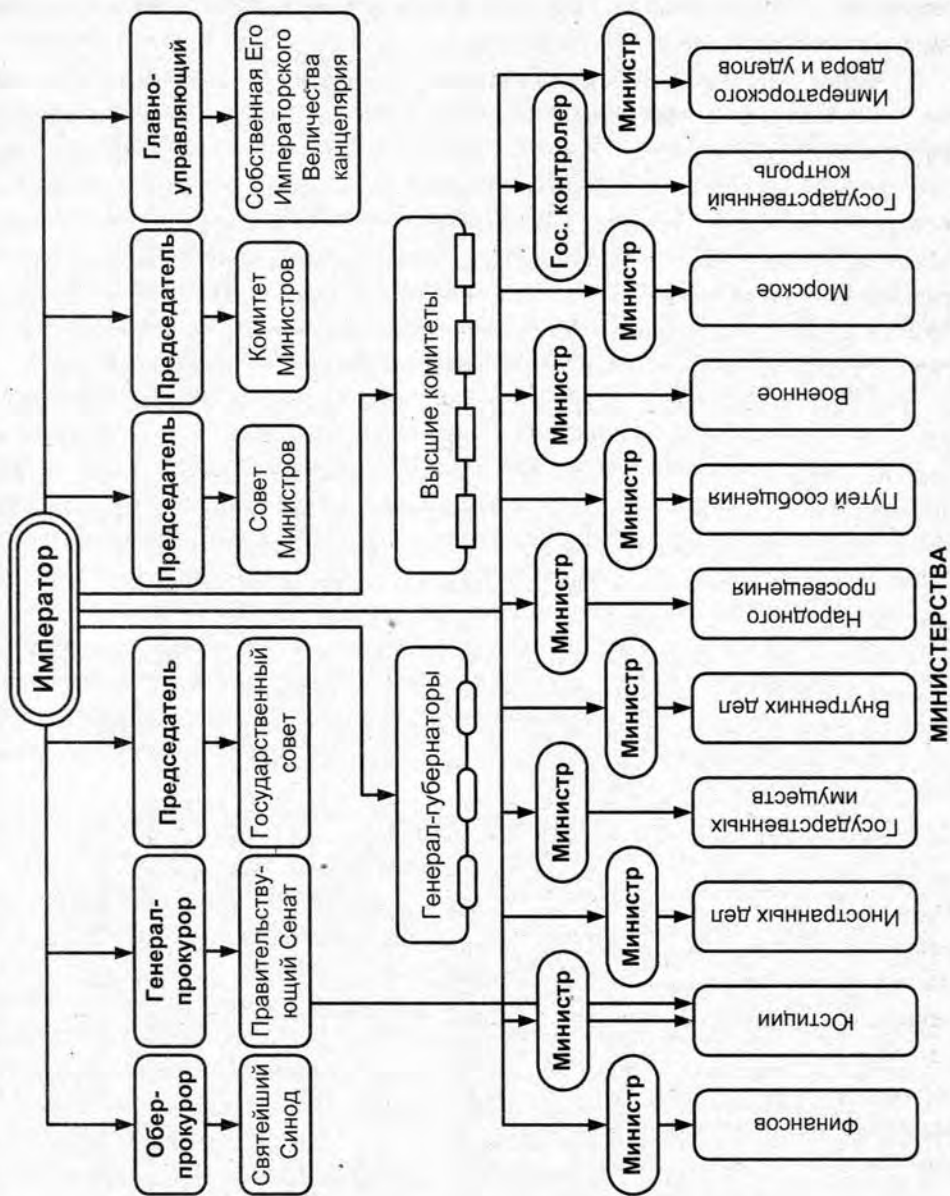 Император
Обер-
прокурор
Генерал-
прокурор
Председатель
Председатель
Председатель
Главно-
управляющий
Святейший
Синод
Правительству-
ющий Сенат
Государственный
совет
Совет
Министров
Комитет
Министров
Собственная Его
Императорского
Величества
канцелярия
Генерал-губернаторы
Высшие комитеты
Министр
Министр
Министр
Министр
Министр
Министр
Министр
Министр
Министр
Гос. контролер
Министр
Финансов
Юстиции
Иностранных дел
Государственных
имуществ
Внутренних дел
Народного
просвещения
Путей сообщения
Военное
Морское
Государственный
контроль
Императорского
двора и уделов
МИНИСТЕРСТВА